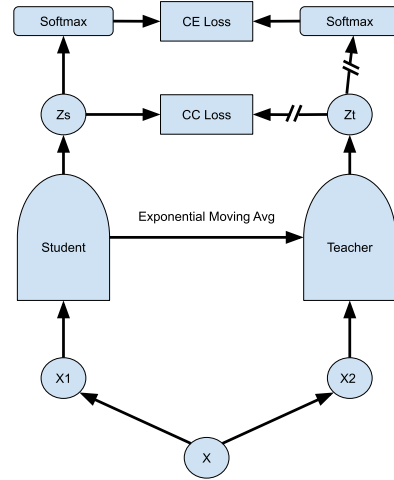 Softmax
CE Loss
Softmax
Zs
CC Loss
Zt
Exponential Moving Avg
Student
Teacher
X1
X2
X